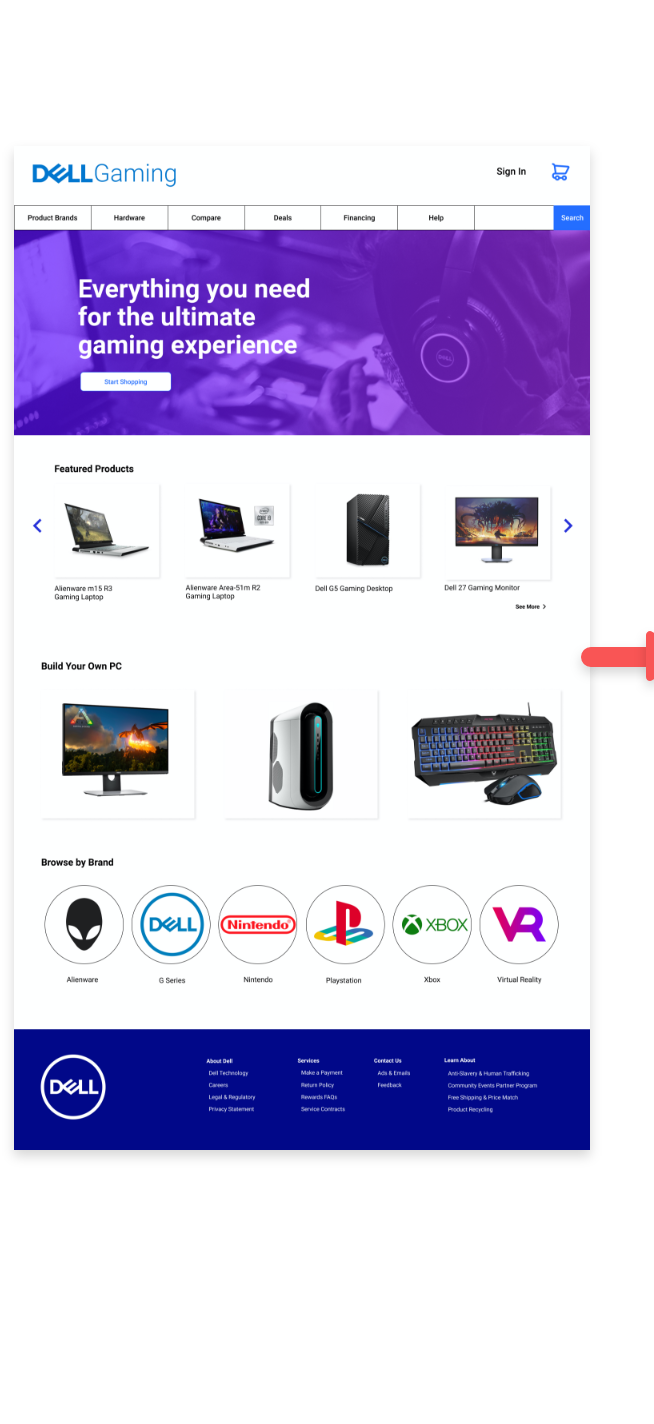 DELL Gaming
Sign In
Product Brands
Hardware
Compare
Deals
Financing
Help
Search
Everything you need
for the ultimate
gaming experience
Start Shopping
Featured Products
Alienware m15 R3
Gaming Laptop
Alienware Area-51m R2
Gaming Laptop
Dell G5 Gaming Desktop
Dell 27 Gaming Monitor
See More
Build Your Own PC
Browse by Brand
DELL
Nintendo
XBOX
VR
Alienware
G Series
Nintendo
Playstation
Xbox
Virtual Reality
DELL
About Dell
Dell Technology
Careers
Legal & Regulatory
Privacy Statement
Services
Make a Payment
Return Policy
Rewards FAQs
Service Contracts
Contact Us
Ads & Emails
Feedback
Learn About
Anti-Slavery & Human Trafficking
Community Events Partner Program
Free Shipping & Price Match
Product Recycling